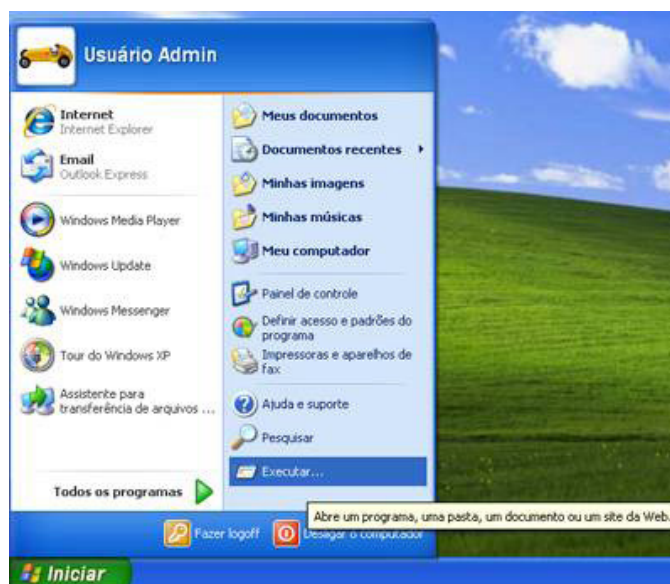 Usuário Admin
Internet
Internet Explorer
Email
Outlook Express
Windows Media Player
Windows Update
Windows Messenger
Tour do Windows XP
Assistente para
transferência de arquivos ...
Todos os programas
Meus documentos
Documentos recentes
Minhas imagens
Minhas músicas
Meu computador
Painel de controle
Definir acesso e padrões do
programa
Impressoras e aparelhos de
fax
Ajuda e suporte
Pesquisar
Executar...
Abre um programa, uma pasta, um documento ou um site da Web.
Fazer logoff
Desligar o computador
Iniciar